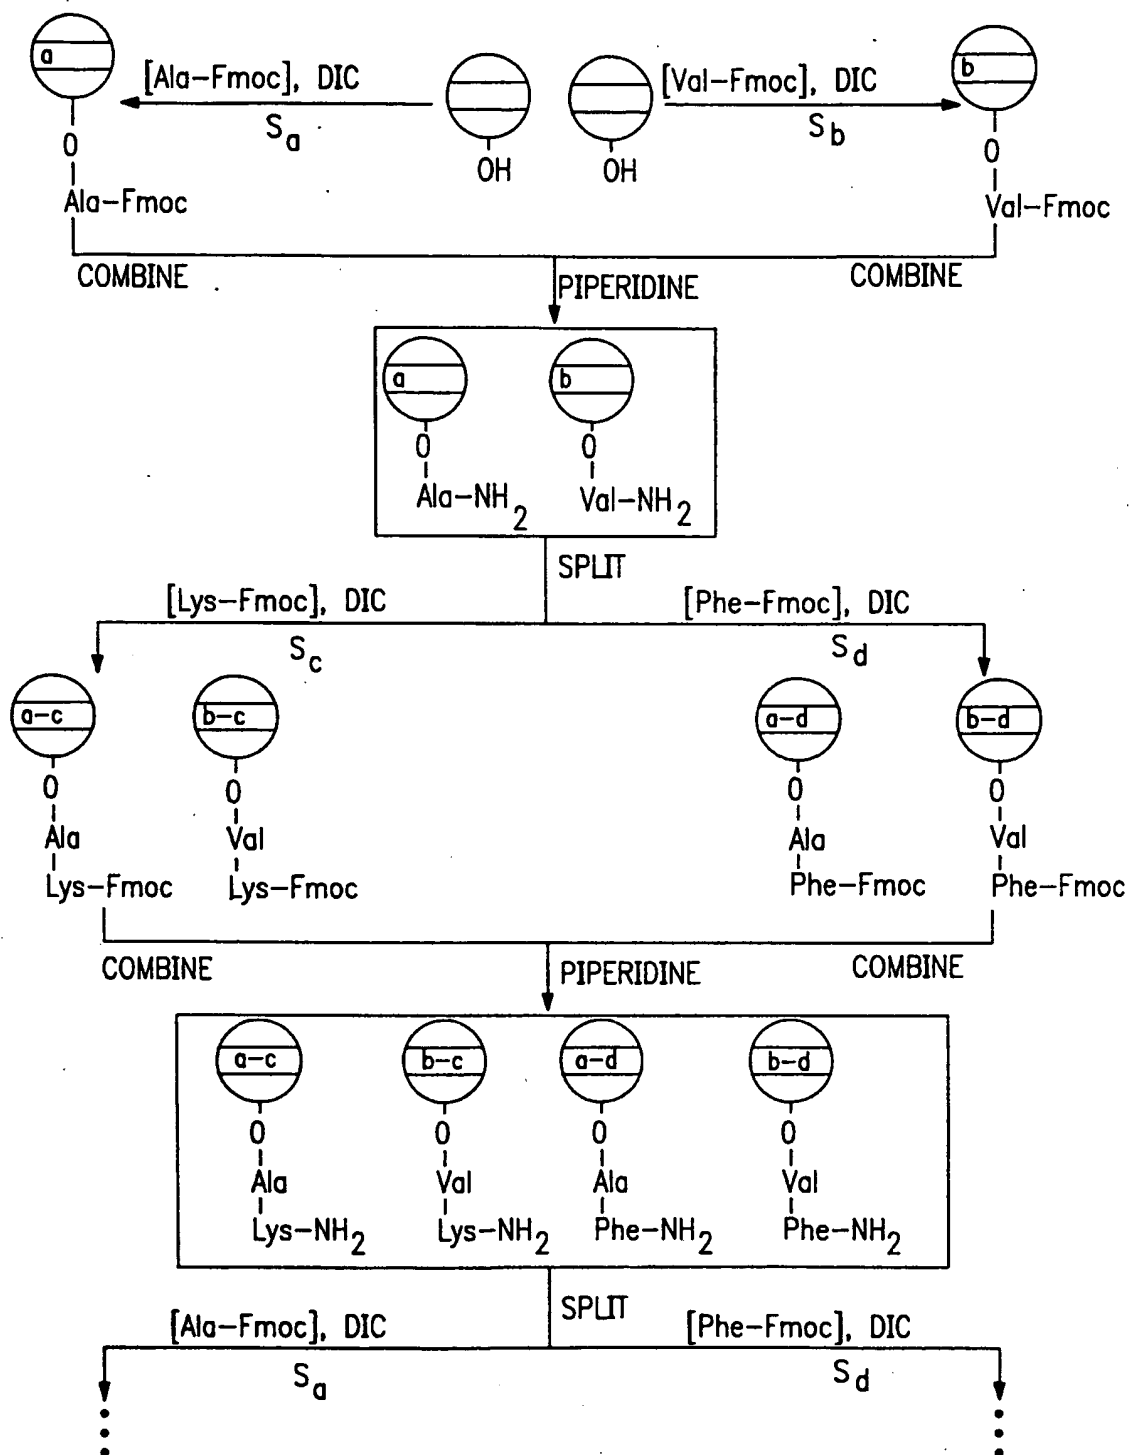 a
b
[Ala-Fmoc], DIC
[Val-Fmoc], DIC
Sa
Sb
O
OH
OH
O
Ala-Fmoc
Val-Fmoc
COMBINE
PIPERIDINE
COMBINE
a
b
O
O
Ala-NH2
Val-NH2
SPLIT
[Lys-Fmoc], DIC
[Phe-Fmoc], DIC
Sc
Sd
a-c
b-c
a-d
b-d
O
O
O
O
Ala
Val
Ala
Val
Lys-Fmoc
Lys-Fmoc
Phe-Fmoc
Phe-Fmoc
COMBINE
PIPERIDINE
COMBINE
a-c
b-c
a-d
b-d
O
O
O
O
Ala
Val
Ala
Val
Lys-NH2
Lys-NH2
Phe-NH2
Phe-NH2
SPLIT
[Ala-Fmoc], DIC
[Phe-Fmoc], DIC
Sa
Sd